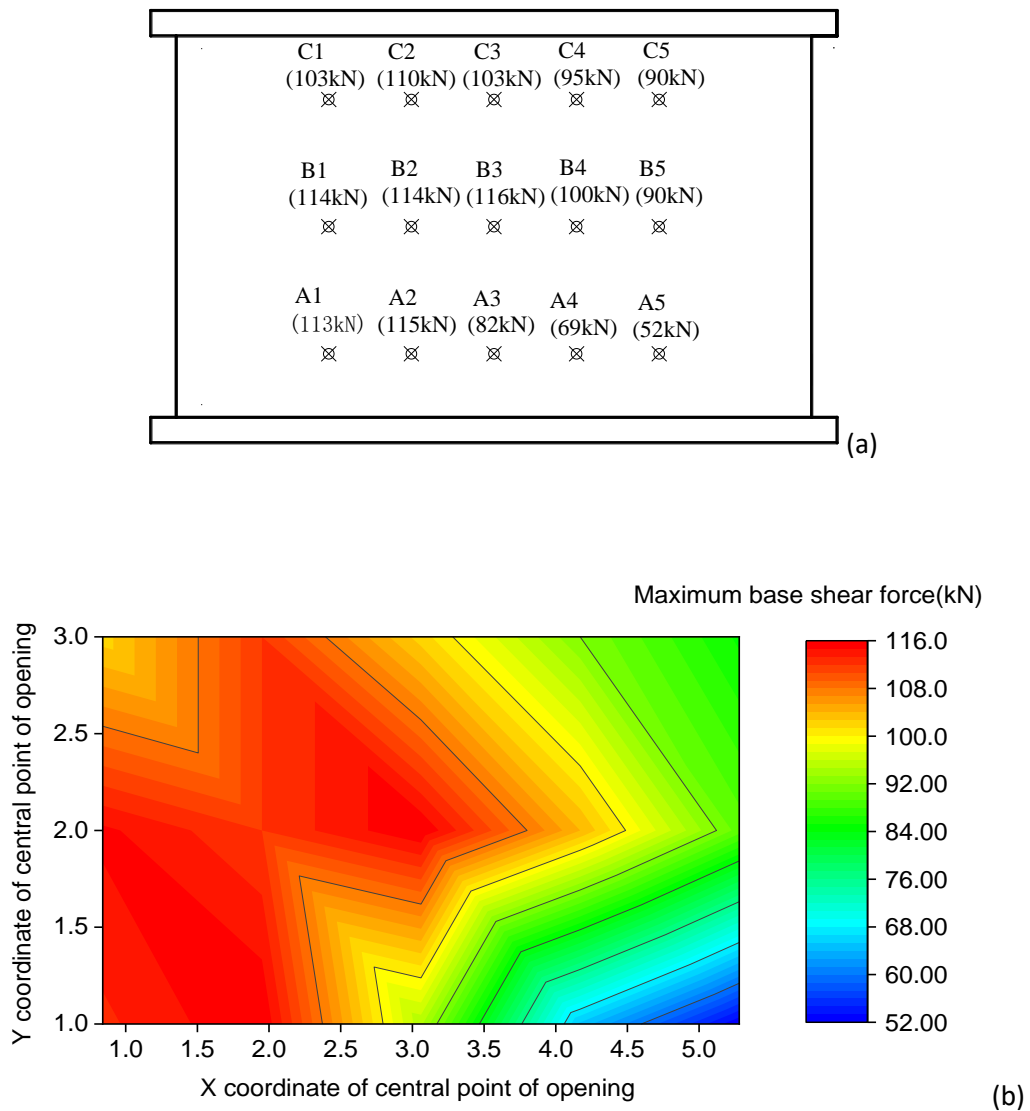 C1 C2 C3 C4 C5
(103kN) (110kN) (103kN) (95kN) (90kN)
B1 B2 B3 B4 B5
(114kN) (114kN) (116kN) (100kN) (90kN)
A1 A2 A3 A4 A5
(113kN) (115kN) (82kN) (69kN) (52kN)
(a)
Maximum base shear force(kN)
Y coordinate of central point of opening
3.0
2.5
2.0
1.5
1.0
1.0 1.5 2.0 2.5 3.0 3.5 4.0 4.5 5.0
X coordinate of central point of opening
116.0
108.0
100.0
92.00
84.00
76.00
68.00
60.00
52.00
(b)